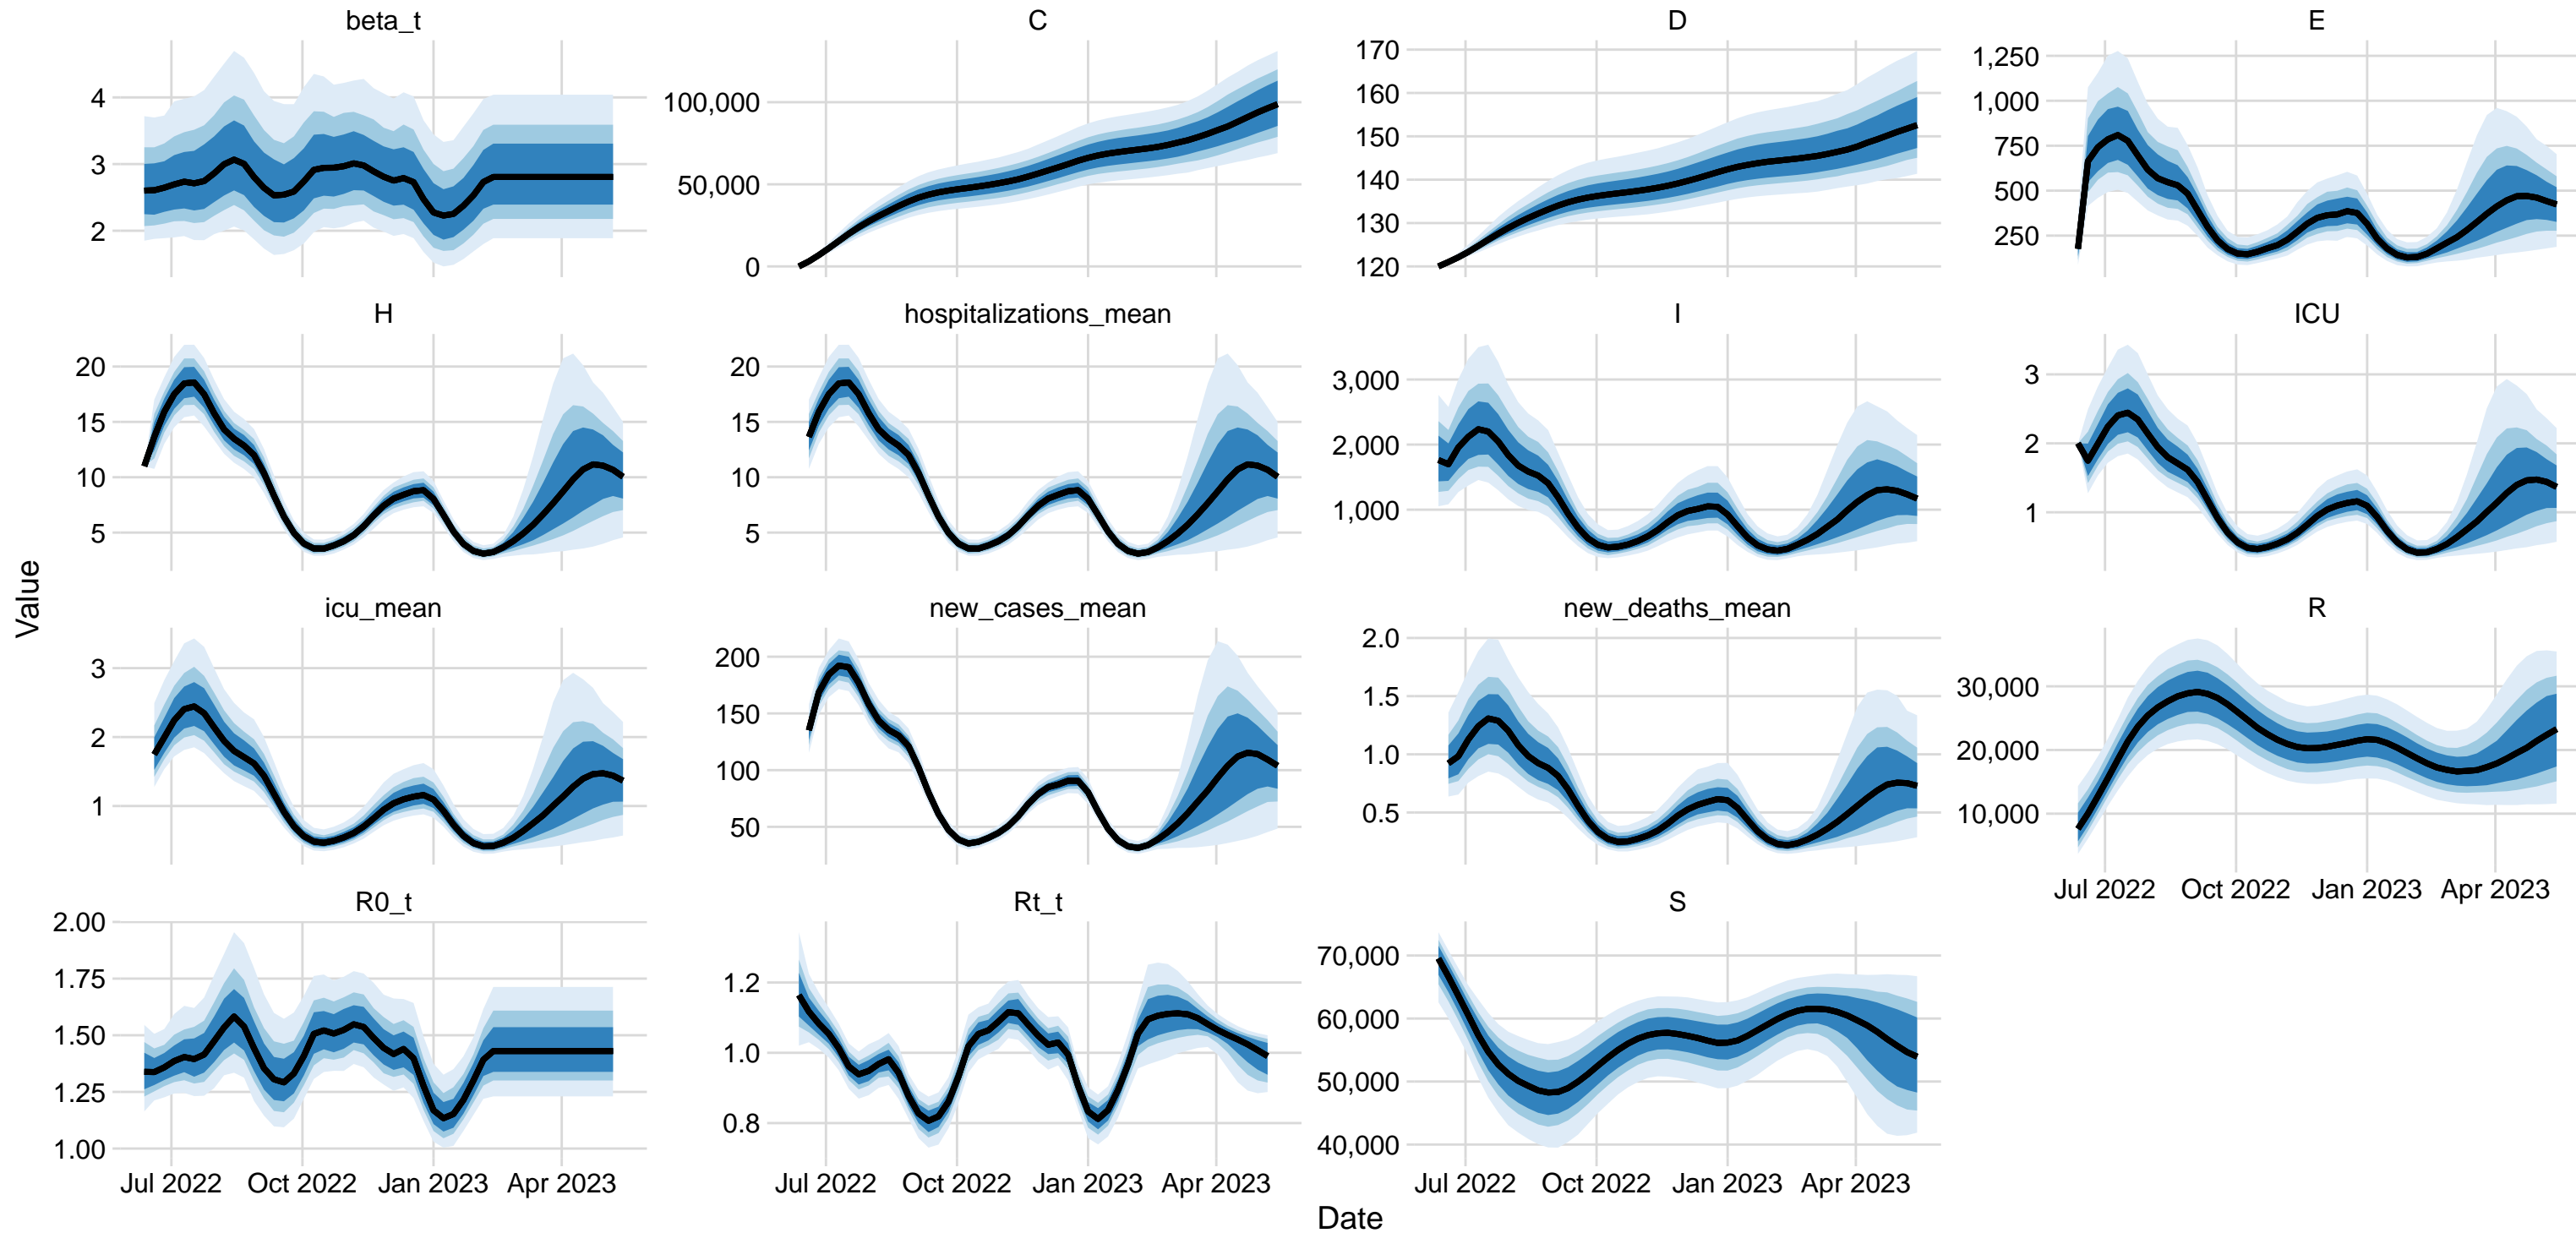 beta_t
C
D
E
4
3
2
100,000
50,000
0
170
160
150
140
130
120
1,250
1,000
750
500
250
H
hospitalizations_mean
I
ICU
20
15
10
5
20
15
10
5
3,000
2,000
1,000
3
2
1
Value
icu_mean
new_cases_mean
new_deaths_mean
R
3
2
1
200
150
100
50
2.0
1.5
1.0
0.5
30,000
20,000
10,000
Jul 2022 Oct 2022 Jan 2023 Apr 2023
R0_t
Rt_t
S
2.00
1.75
1.50
1.25
1.00
1.2
1.0
0.8
70,000
60,000
50,000
40,000
Jul 2022 Oct 2022 Jan 2023 Apr 2023
Jul 2022 Oct 2022 Jan 2023 Apr 2023
Jul 2022 Oct 2022 Jan 2023 Apr 2023
Date